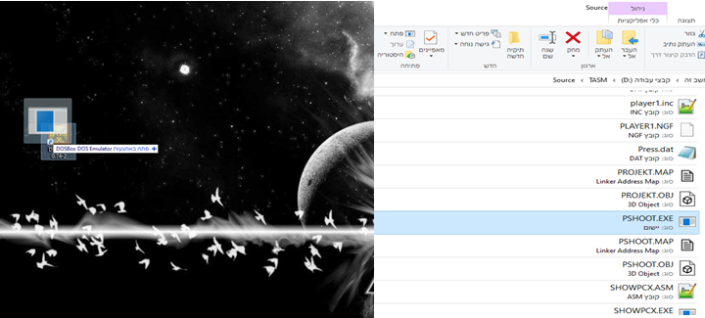 DOSBox DOS Emulator פתח באמצעות
0.74-2
Source
ניהול
תצוגה
כלי אפליקציות
גזור
העתק נתיב
הדבק קיצור דרך
העבר אל
העתק אל
מחק
שנה שם
ארגון
תיקיה חדשה
פריט חדש
גישה נוחה
חדש
מאפיינים
פתח
ערוך
היסטוריה
פתיחה
מחשב זה › קבצי עבודה (D:) › TASM › Source
player1.inc
סוג: קובץ INC
PLAYER1.NGF
סוג: קובץ NGF
Press.dat
סוג: קובץ DAT
PROJEKT.MAP
סוג: Linker Address Map
PROJEKT.OBJ
סוג: 3D Object
PSHOOT.EXE
סוג: יישום
PSHOOT.MAP
סוג: Linker Address Map
PSHOOT.OBJ
סוג: 3D Object
SHOWPCX.ASM
סוג: קובץ ASM
SHOWPCX.EXE